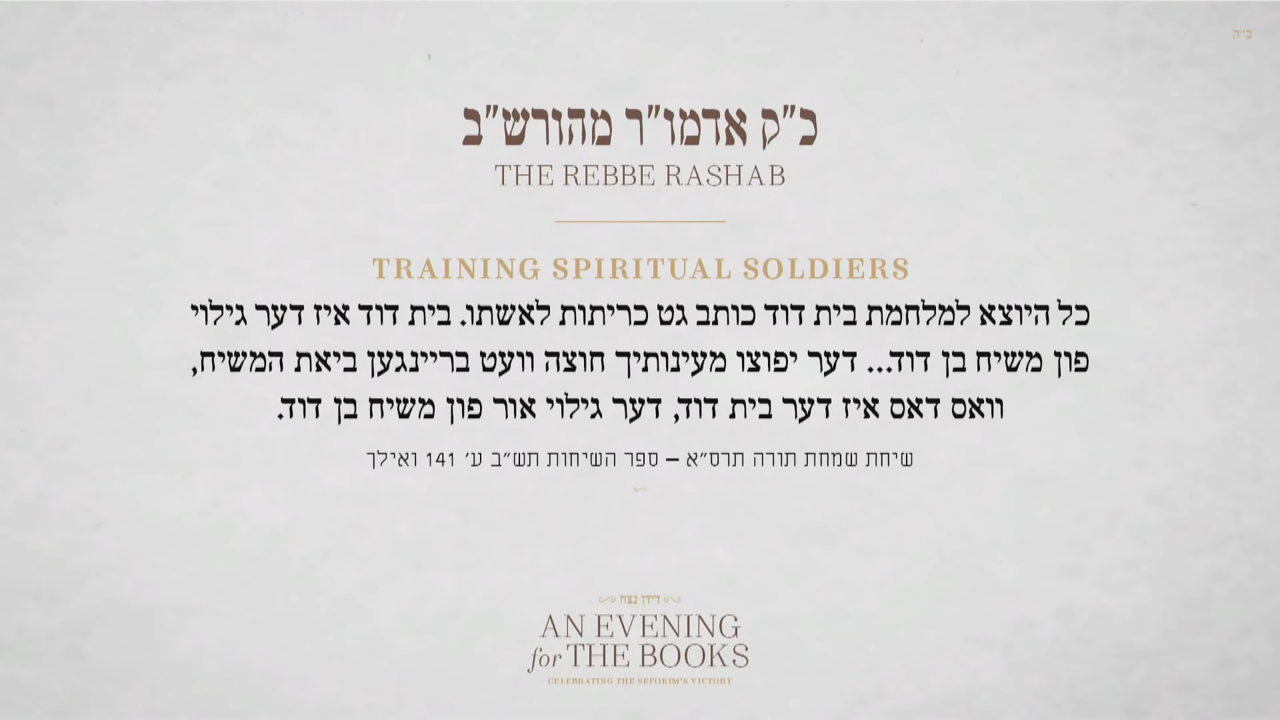 ב״ה
כ״ק אדמו״ר מהורש״ב
THE REBBE RASHAB
TRAINING SPIRITUAL SOLDIERS
כל היוצא למלחמת בית דוד כותב גט כריתות לאשתו. בית דוד איז דער גילוי
פון משיח בן דוד... דער יפוצו מעינותיך חוצה וועט בריינגען ביאת המשיח,
וואס דאס איז דער בית דוד, דער גילוי אור פון משיח בן דוד.
שיחת שמחת תורה תרס״א – ספר השיחות תש״ב ע׳ 141 ואילך
דידן נצח
AN EVENING
for THE BOOKS
CELEBRATING THE SEFORIM'S VICTORY